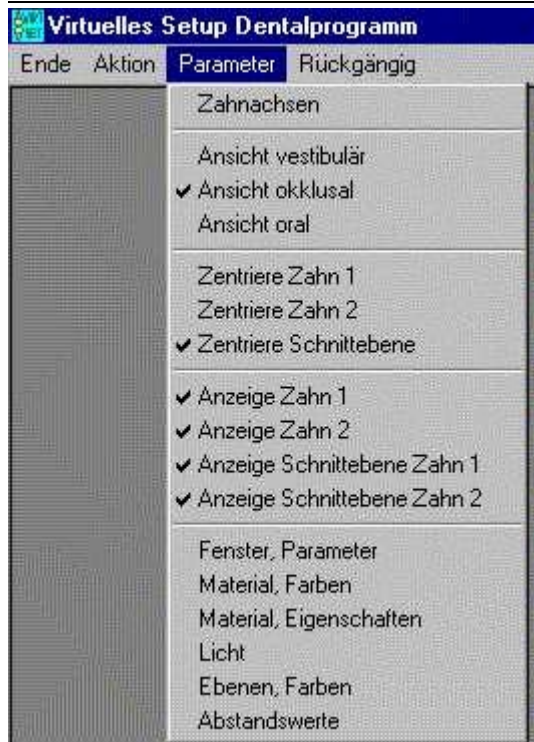 Virtuelles Setup Dentalprogramm
Ende Aktion Parameter Rückgängig
Zahnachsen
Ansicht vestibulär
Ansicht okklusal
Ansicht oral
Zentriere Zahn 1
Zentriere Zahn 2
Zentriere Schnittebene
Anzeige Zahn 1
Anzeige Zahn 2
Anzeige Schnittebene Zahn 1
Anzeige Schnittebene Zahn 2
Fenster, Parameter
Material, Farben
Material, Eigenschaften
Licht
Ebenen, Farben
Abstandswerte